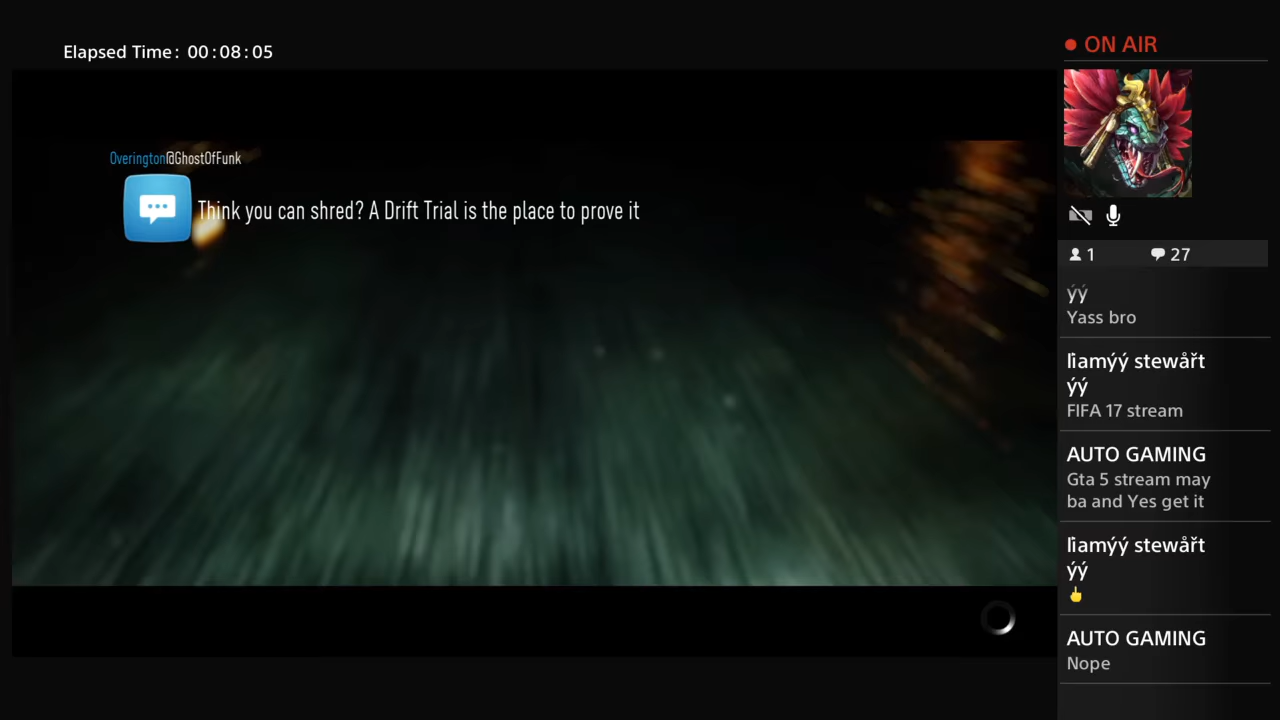 Elapsed Time: 00:08:05
ON AIR
Overington@GhostOfFunk
Think you can shred? A Drift Trial is the place to prove it
1 27
ýý
Yass bro
ľiamýý stewåřt
ýý
FIFA 17 stream
AUTO GAMING
Gta 5 stream may
ba and Yes get it
ľiamýý stewåřt
ýý
👆
AUTO GAMING
Nope